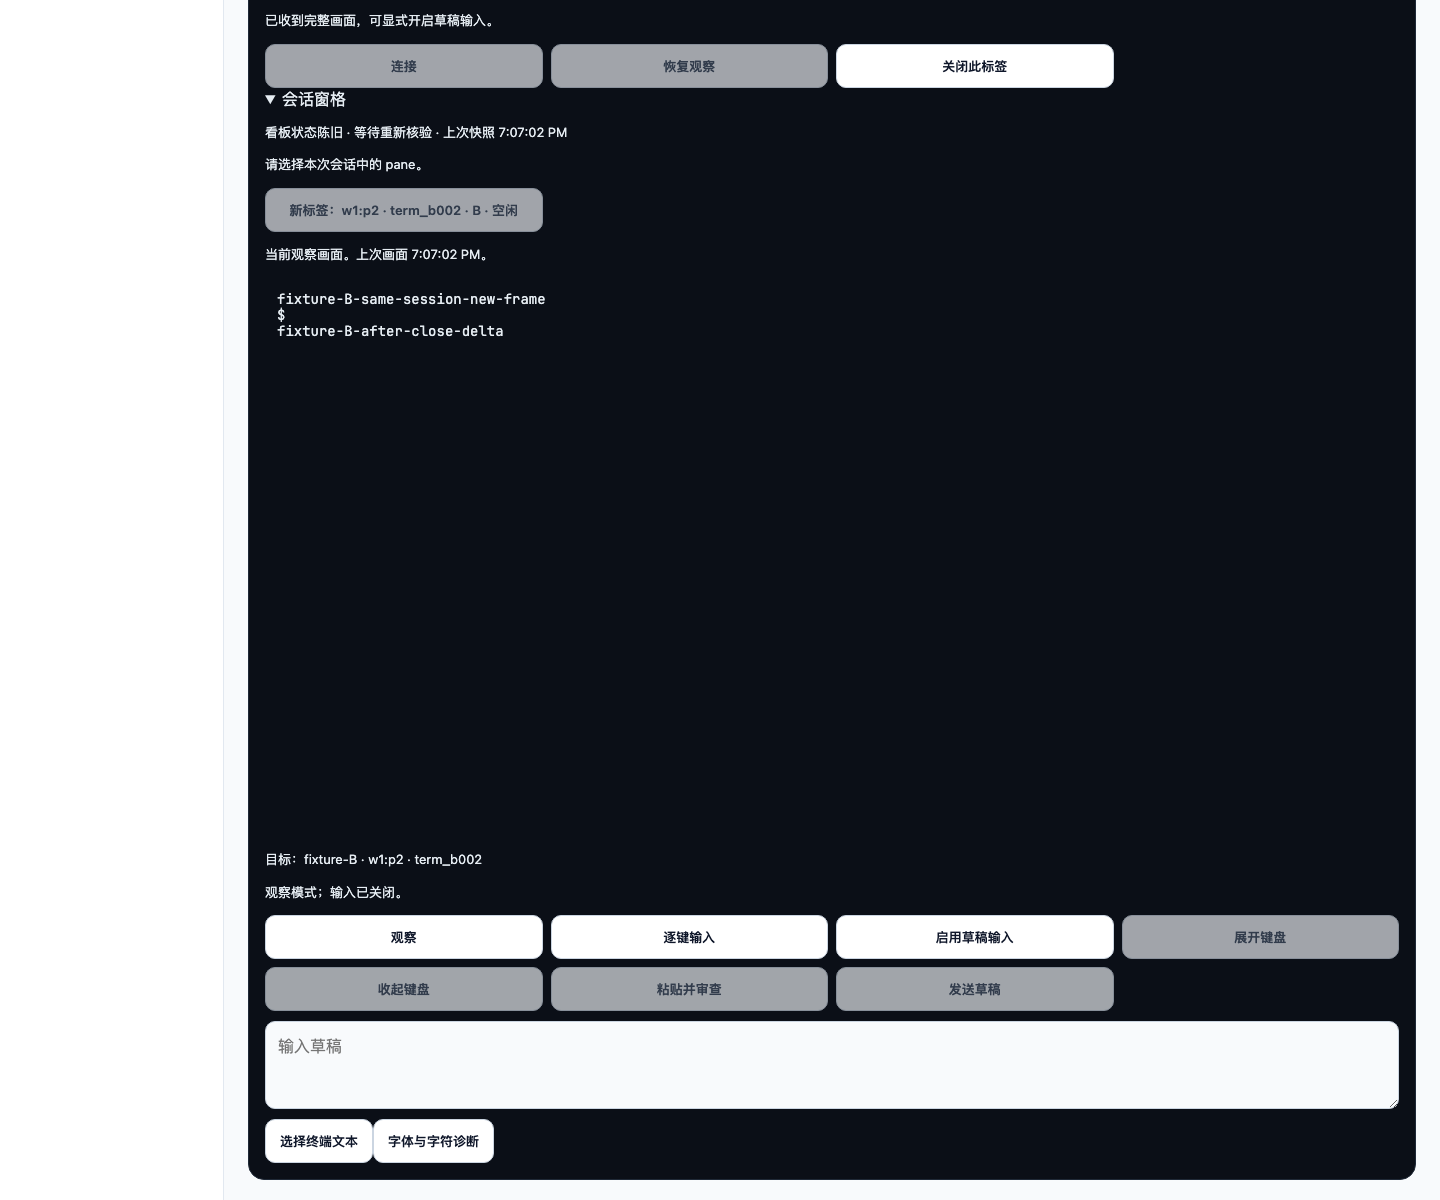 已收到完整画面，可显式开启草稿输入。
连接
恢复观察
关闭此标签
▼ 会话窗格
看板状态陈旧 · 等待重新核验 · 上次快照 7:07:02 PM
请选择本次会话中的 pane。
新标签：w1:p2 · term_b002 · B · 空闲
当前观察画面。上次画面 7:07:02 PM。
fixture-B-same-session-new-frame
$
fixture-B-after-close-delta
目标：fixture-B · w1:p2 · term_b002
观察模式；输入已关闭。
观察
逐键输入
启用草稿输入
展开键盘
收起键盘
粘贴并审查
发送草稿
输入草稿
选择终端文本
字体与字符诊断